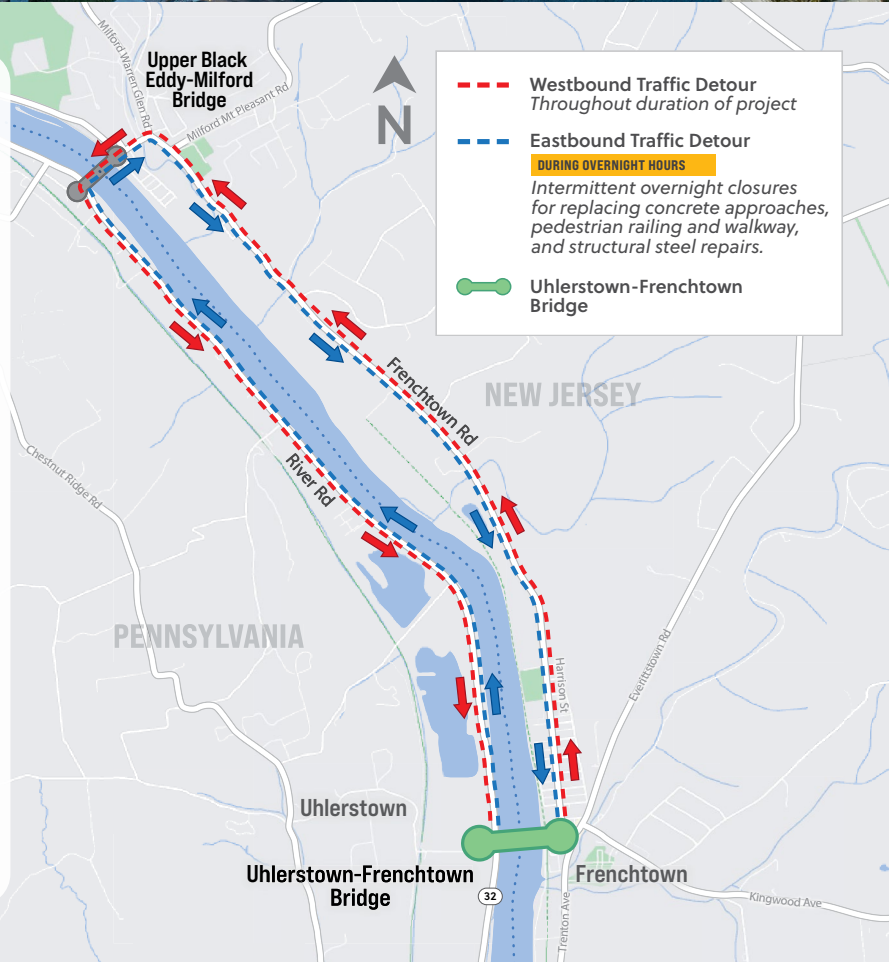 Upper Black
Eddy-Milford
Bridge
Milford Warren Glen Rd
Milford Mt Pleasant Rd
N
Westbound Traffic Detour
Throughout duration of project
Eastbound Traffic Detour
DURING OVERNIGHT HOURS
Intermittent overnight closures
for replacing concrete approaches,
pedestrian railing and walkway,
and structural steel repairs.
Uhlerstown-Frenchtown
Bridge
Frenchtown Rd
NEW JERSEY
Chestnut Ridge Rd
River Rd
PENNSYLVANIA
Harrison St
Everittstown Rd
Uhlerstown
Uhlerstown-Frenchtown
Bridge
32
Frenchtown
Trenton Ave
Kingwood Ave